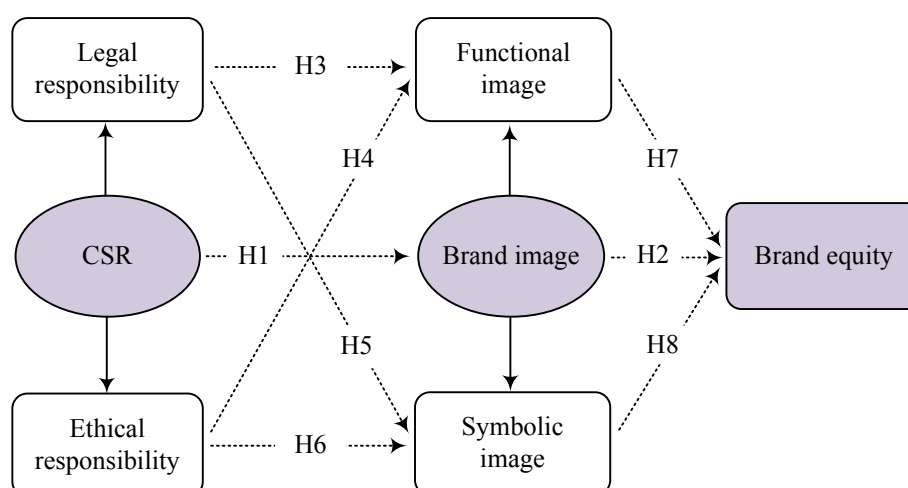 Legal
responsibility
H3
Functional
image
H4
H7
CSR
H1
Brand image
H2
Brand equity
H5
H8
Ethical
responsibility
H6
Symbolic
image